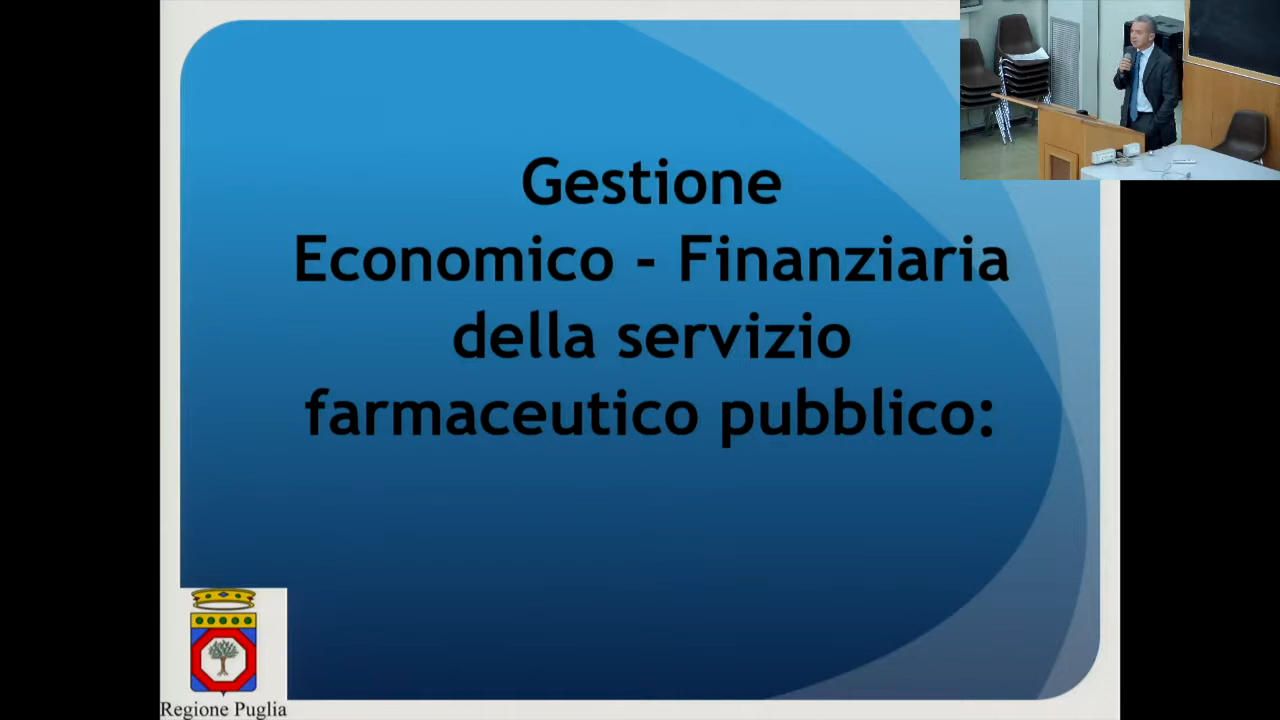 Gestione
Economico - Finanziaria
della servizio
farmaceutico pubblico:
Regione Puglia